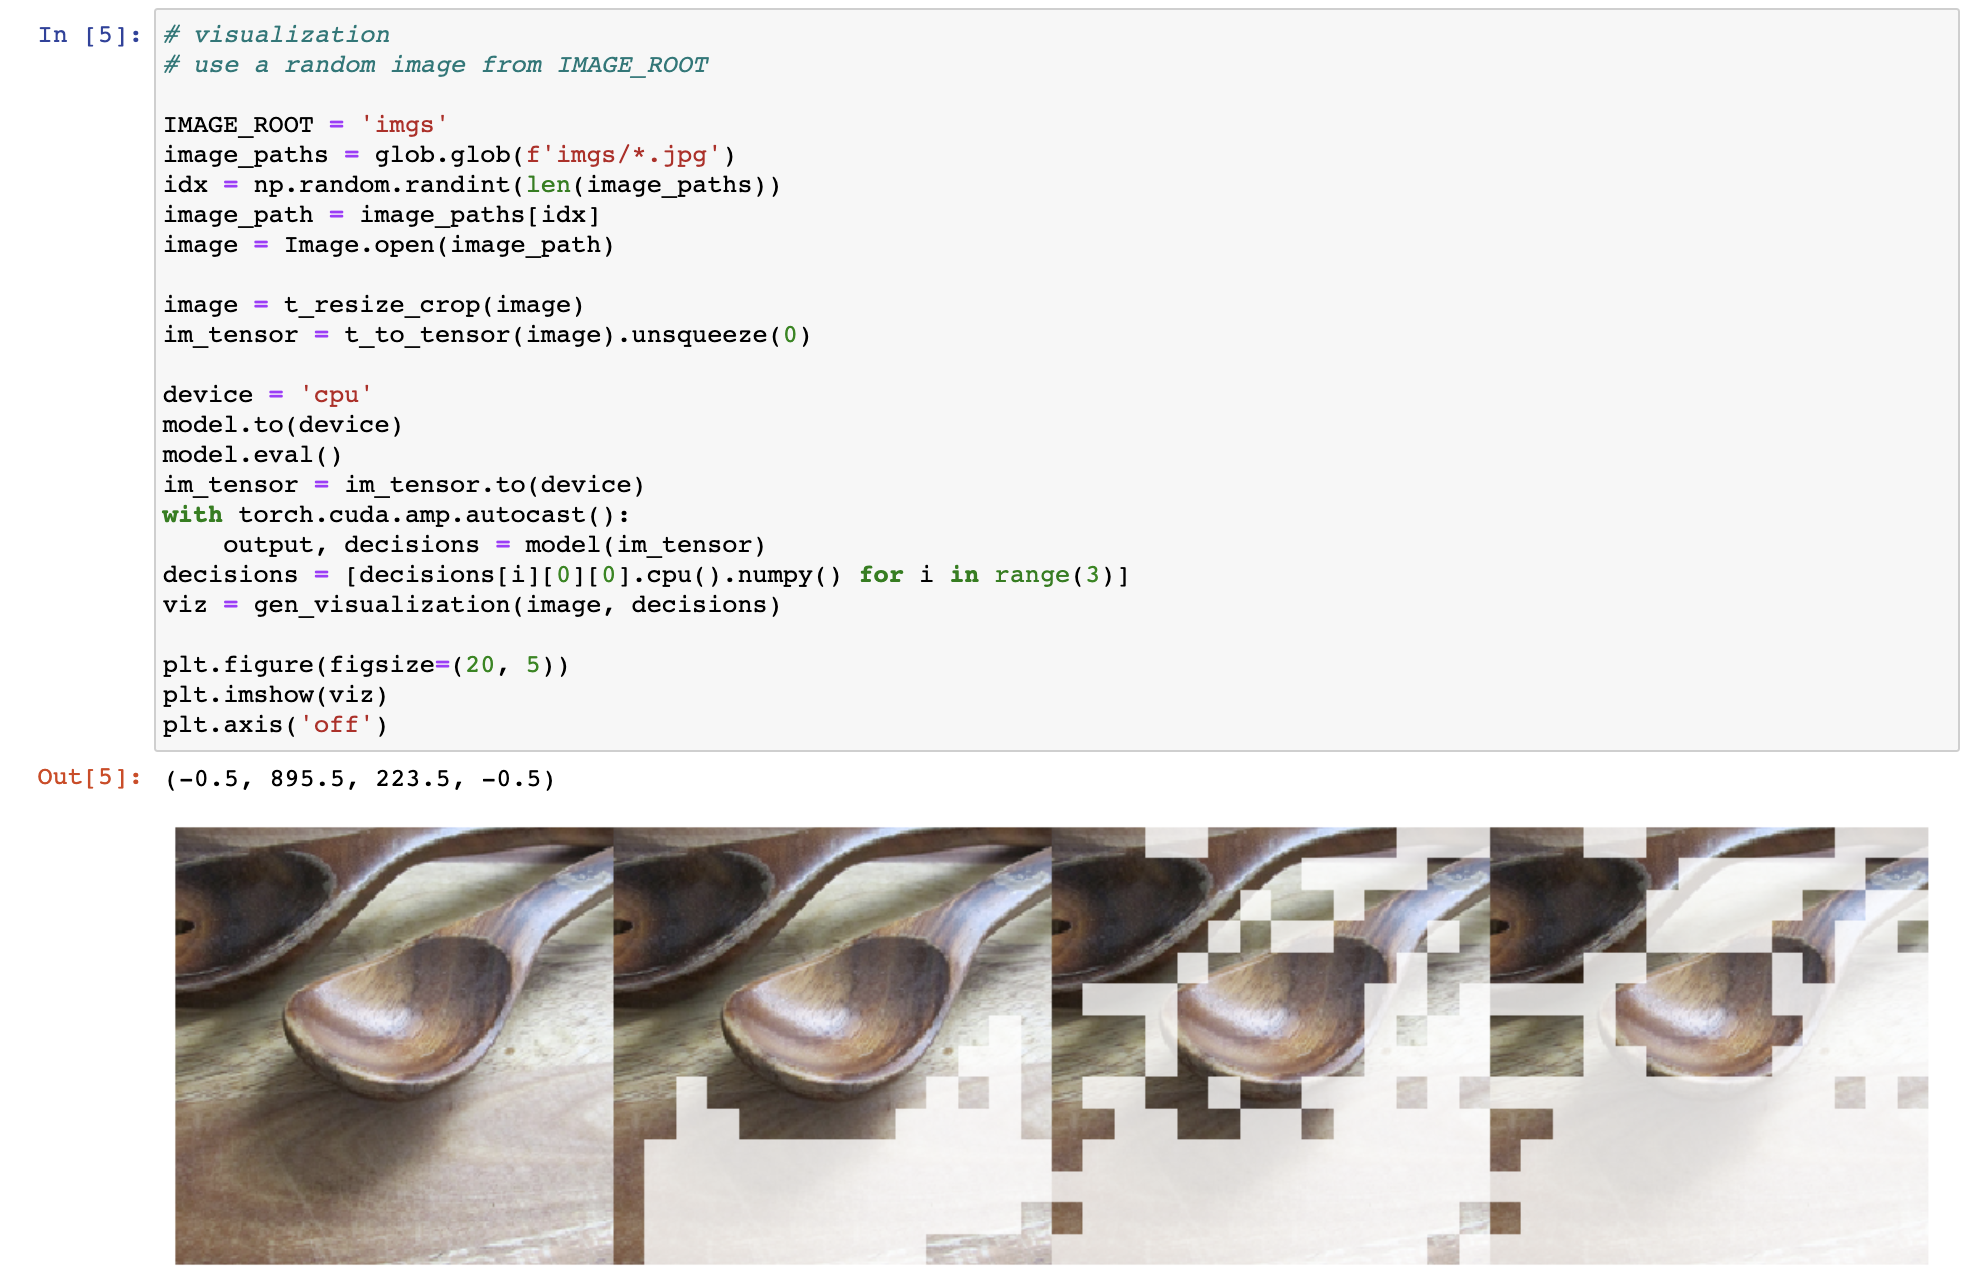 In [5]:
# visualization
# use a random image from IMAGE_ROOT
IMAGE_ROOT = 'imgs'
image_paths = glob.glob(f'imgs/*.jpg')
idx = np.random.randint(len(image_paths))
image_path = image_paths[idx]
image = Image.open(image_path)
image = t_resize_crop(image)
im_tensor = t_to_tensor(image).unsqueeze(0)
device = 'cpu'
model.to(device)
model.eval()
im_tensor = im_tensor.to(device)
with torch.cuda.amp.autocast():
    output, decisions = model(im_tensor)
decisions = [decisions[i][0][0].cpu().numpy() for i in range(3)]
viz = gen_visualization(image, decisions)
plt.figure(figsize=(20, 5))
plt.imshow(viz)
plt.axis('off')
Out[5]: (-0.5, 895.5, 223.5, -0.5)